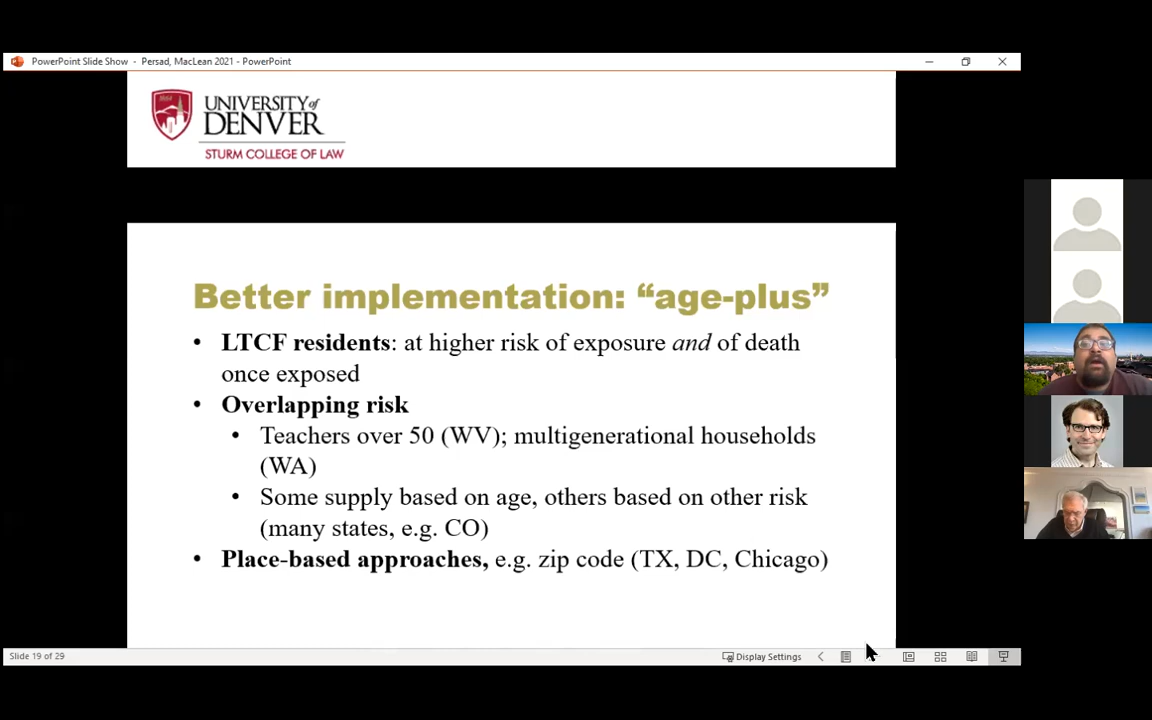 PowerPoint Slide Show - Persad, MacLean 2021 - PowerPoint
UNIVERSITY of
DENVER
STURM COLLEGE OF LAW
Better implementation: “age-plus”
• LTCF residents: at higher risk of exposure and of death
once exposed
• Overlapping risk
• Teachers over 50 (WV); multigenerational households
(WA)
• Some supply based on age, others based on other risk
(many states, e.g. CO)
• Place-based approaches, e.g. zip code (TX, DC, Chicago)
Slide 19 of 29
Display Settings